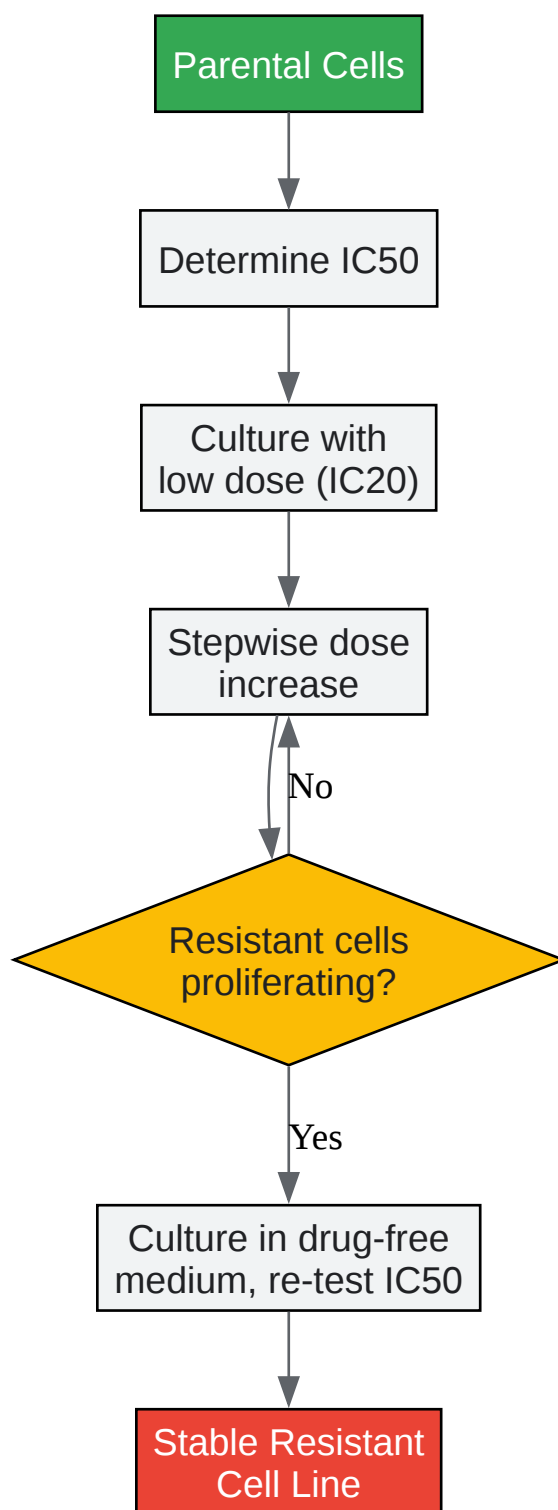 Parental Cells
Determine IC50
Culture with
low dose (IC20)
Stepwise dose
increase
No
Resistant cells
proliferating?
Yes
Culture in drug-free
medium, re-test IC50
Stable Resistant
Cell Line